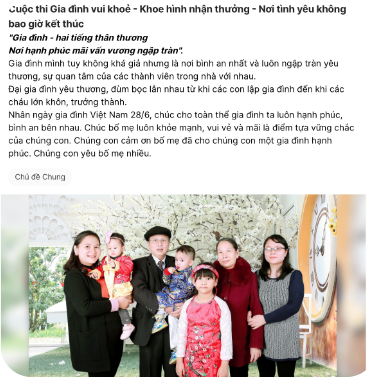 Cuộc thi Gia đình vui khoẻ - Khoe hình nhận thưởng - Nơi tình yêu không
bao giờ kết thúc
"Gia đình - hai tiếng thân thương
Nơi hạnh phúc mãi vấn vương ngập tràn".
Gia đình mình tuy không khá giả nhưng là nơi bình an nhất và luôn ngập tràn yêu
thương, sự quan tâm của các thành viên trong nhà với nhau.
Đại gia đình yêu thương, đùm bọc lẫn nhau từ khi các con lập gia đình đến khi các
cháu lớn khôn, trưởng thành.
Nhân ngày gia đình Việt Nam 28/6, chúc cho toàn thể gia đình ta luôn hạnh phúc,
bình an bên nhau. Chúc bố mẹ luôn khỏe mạnh, vui vẻ và mãi là điểm tựa vững chắc
của chúng con. Chúng con cảm ơn bố mẹ đã cho chúng con một gia đình hạnh
phúc. Chúng con yêu bố mẹ nhiều.
Chủ đề Chung